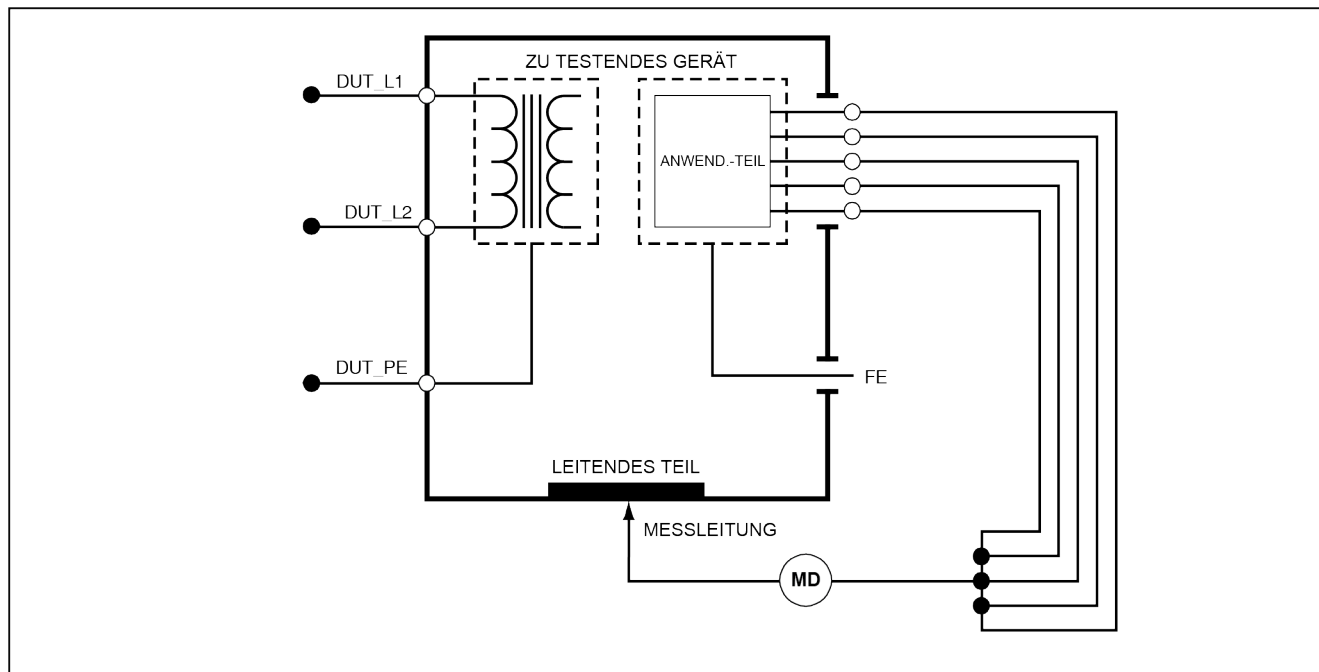 ZU TESTENDES GERÄT
DUT_L1
ANWEND.-TEIL
DUT_L2
DUT_PE
FE
LEITENDES TEIL
MESSLEITUNG
MD